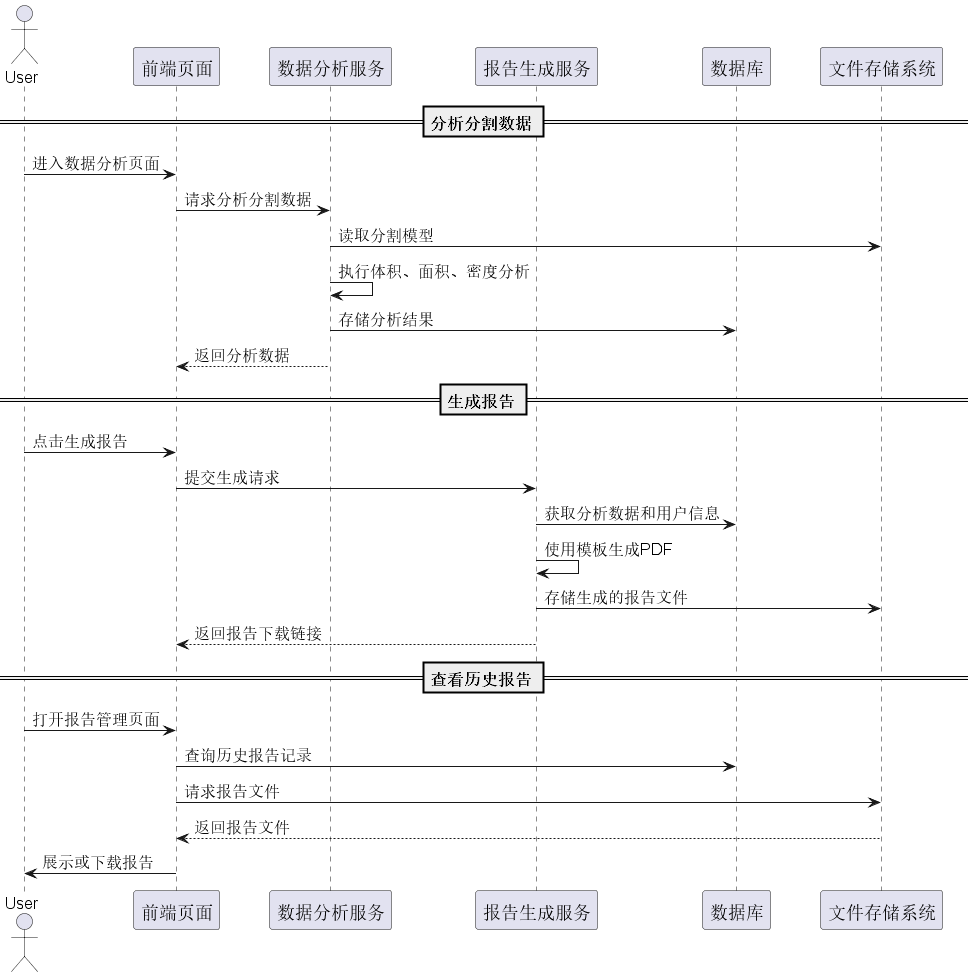 User
前端页面
数据分析服务
报告生成服务
数据库
文件存储系统
分析分割数据
进入数据分析页面
请求分析分割数据
读取分割模型
执行体积、面积、密度分析
存储分析结果
返回分析数据
生成报告
点击生成报告
提交生成请求
获取分析数据和用户信息
使用模板生成PDF
存储生成的报告文件
返回报告下载链接
查看历史报告
打开报告管理页面
查询历史报告记录
请求报告文件
返回报告文件
展示或下载报告
User
前端页面
数据分析服务
报告生成服务
数据库
文件存储系统